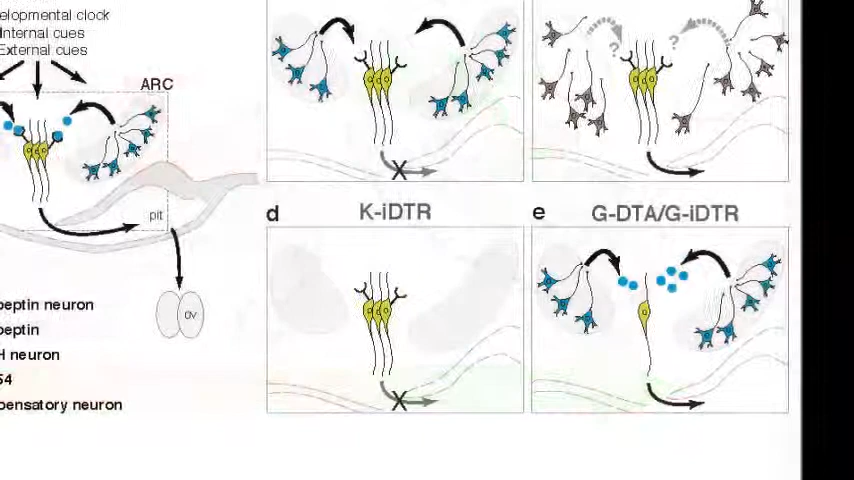 elopmental clock
Internal cues
External cues
ARC
pit
ov
peptin neuron
peptin
H neuron
54
pensatory neuron
?
?
X
d K-iDTR
e G-DTA/G-iDTR
X